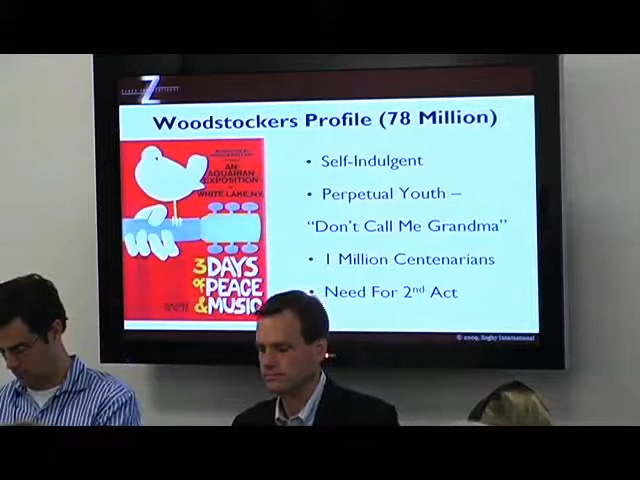 Z
Woodstockers Profile (78 Million)
AN
AQUARIAN
EXPOSITION
WHITE LAKE, N.Y.
3 DAYS
of PEACE
& MUSIC
• Self-Indulgent
• Perpetual Youth –
"Don't Call Me Grandma"
• 1 Million Centenarians
• Need For 2nd Act
© 2009, Zogby International